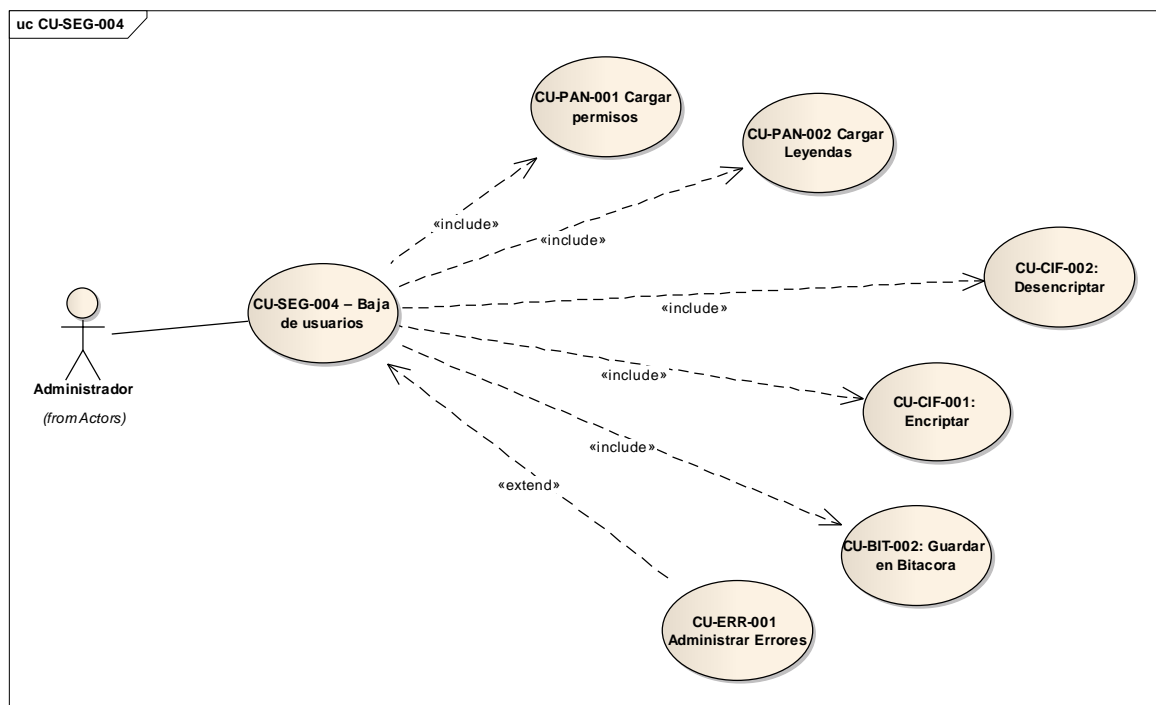 uc CU-SEG-004
CU-PAN-001 Cargar
permisos
CU-PAN-002 Cargar
Leyendas
«include»
«include»
CU-CIF-002:
Desencriptar
CU-SEG-004 – Baja
de usuarios
«include»
Administrador
(from Actors)
«include»
CU-CIF-001:
Encriptar
«include»
«extend»
CU-BIT-002: Guardar
en Bitacora
CU-ERR-001
Administrar Errores